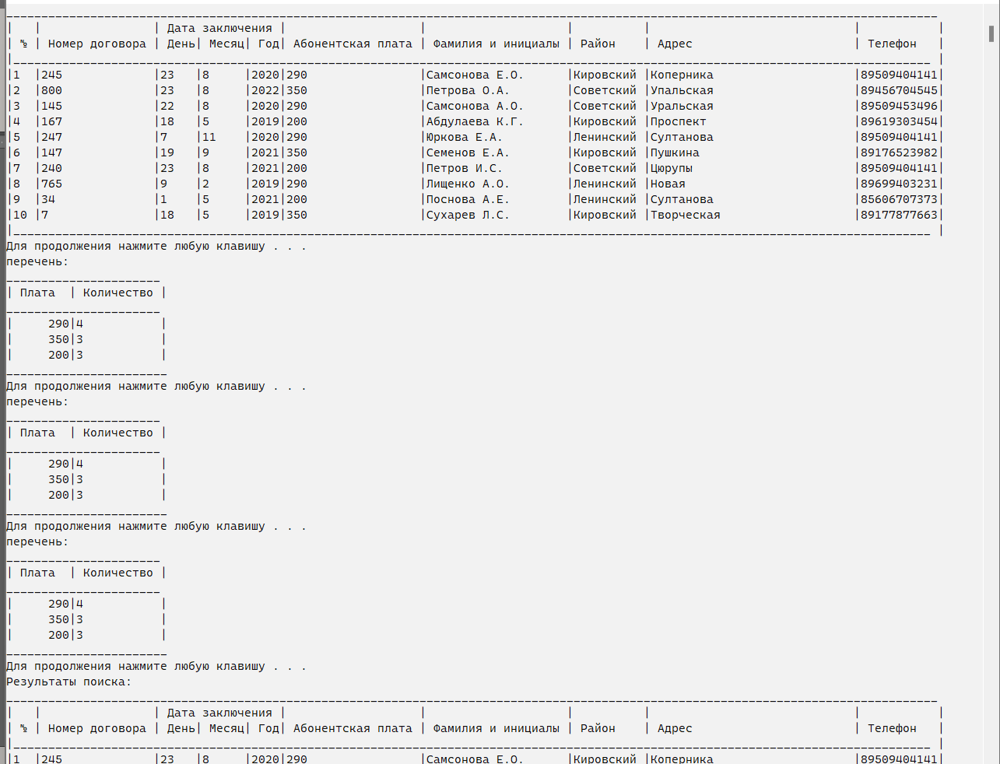 | | | Дата заключения | | | | | |
| № | Номер договора | День| Месяц| Год| Абонентская плата | Фамилия и инициалы | Район | Адрес | Телефон |
|1 |245 |23 |8 |2020|290 |Самсонова Е.О. |Кировский |Коперника |89509404141|
|2 |800 |23 |8 |2022|350 |Петрова О.А. |Советский |Упальская |89456704545|
|3 |145 |22 |8 |2020|290 |Самсонова А.О. |Советский |Уральская |89509453496|
|4 |167 |18 |5 |2019|200 |Абдулаева К.Г. |Кировский |Проспект |89619303454|
|5 |247 |7 |11 |2020|290 |Юркова Е.А. |Ленинский |Султанова |89509404141|
|6 |147 |19 |9 |2021|350 |Семенов Е.А. |Кировский |Пушкина |89176523982|
|7 |240 |23 |8 |2021|200 |Петров И.С. |Советский |Цюрупы |89509404141|
|8 |765 |9 |2 |2019|290 |Лищенко А.О. |Ленинский |Новая |89699403231|
|9 |34 |1 |5 |2021|200 |Поснова А.Е. |Ленинский |Султанова |85606707373|
|10 |7 |18 |5 |2019|350 |Сухарев Л.С. |Кировский |Творческая |89177877663|
Для продолжения нажмите любую клавишу . . .
перечень:
| Плата | Количество |
| 290|4 |
| 350|3 |
| 200|3 |
Для продолжения нажмите любую клавишу . . .
перечень:
| Плата | Количество |
| 290|4 |
| 350|3 |
| 200|3 |
Для продолжения нажмите любую клавишу . . .
перечень:
| Плата | Количество |
| 290|4 |
| 350|3 |
| 200|3 |
Для продолжения нажмите любую клавишу . . .
Результаты поиска:
| | | Дата заключения | | | | | |
| № | Номер договора | День| Месяц| Год| Абонентская плата | Фамилия и инициалы | Район | Адрес | Телефон |
|1 |245 |23 |8 |2020|290 |Самсонова Е.О. |Кировский |Коперника |89509404141|